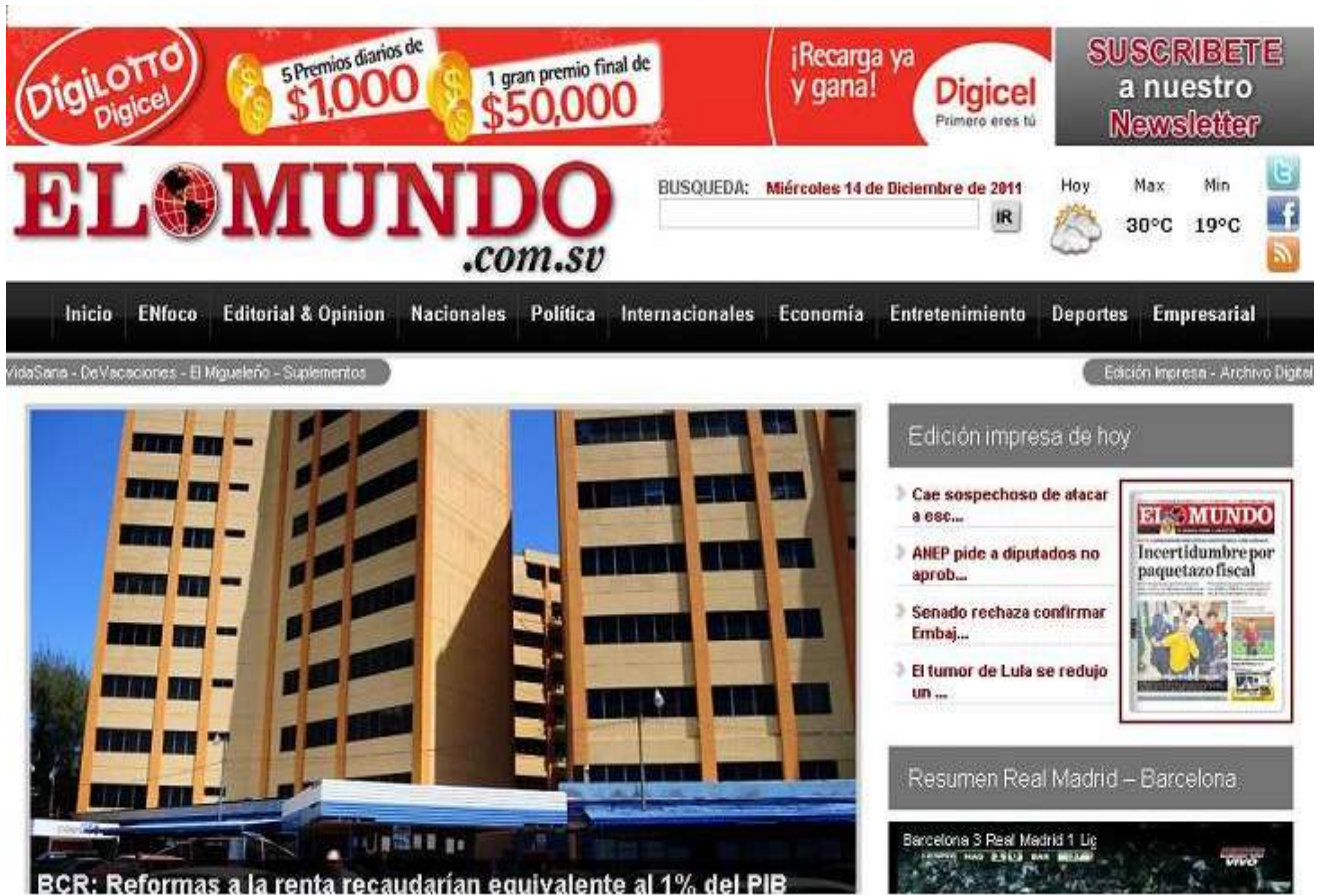 DigiLOTTO
Digicel
5 Premios diarios de
$1,000
1 gran premio final de
$50,000
¡Recarga ya
y gana!
Digicel
Primero eres tú
SUSCRIBETE
a nuestro
Newsletter
EL MUNDO
.com.sv
BUSQUEDA: Miércoles 14 de Diciembre de 2011
IR
Hoy Max Min
30°C 19°C
Inicio ENfoco Editorial & Opinion Nacionales Política Internacionales Economía Entretenimiento Deportes Empresarial
VidaSana - DeVacaciones - El Migueleño - Suplementos
Edición Impresa - Archivo Digital
Edición impresa de hoy
Cae sospechoso de atacar
a esc...
ANEP pide a diputados no
aprob...
Senado rechaza confirmar
Embaj...
El tumor de Lula se redujo
un ...
EL MUNDO
Incertidumbre por
paquetazo fiscal
Resumen Real Madrid – Barcelona
Barcelona 3 Real Madrid 1 Lig
VIVO
BCR: Reformas a la renta recaudarían equivalente al 1% del PIB